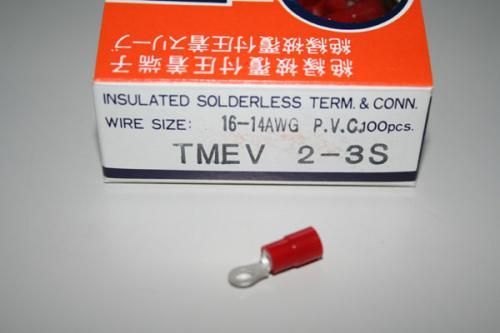 絶縁被覆付圧着スリーブ
絶縁被覆付圧着端子
INSULATED SOLDERLESS TERM. & CONN.
WIRE SIZE: 16-14AWG P.V.C. 100pcs.
TMEV 2-3S